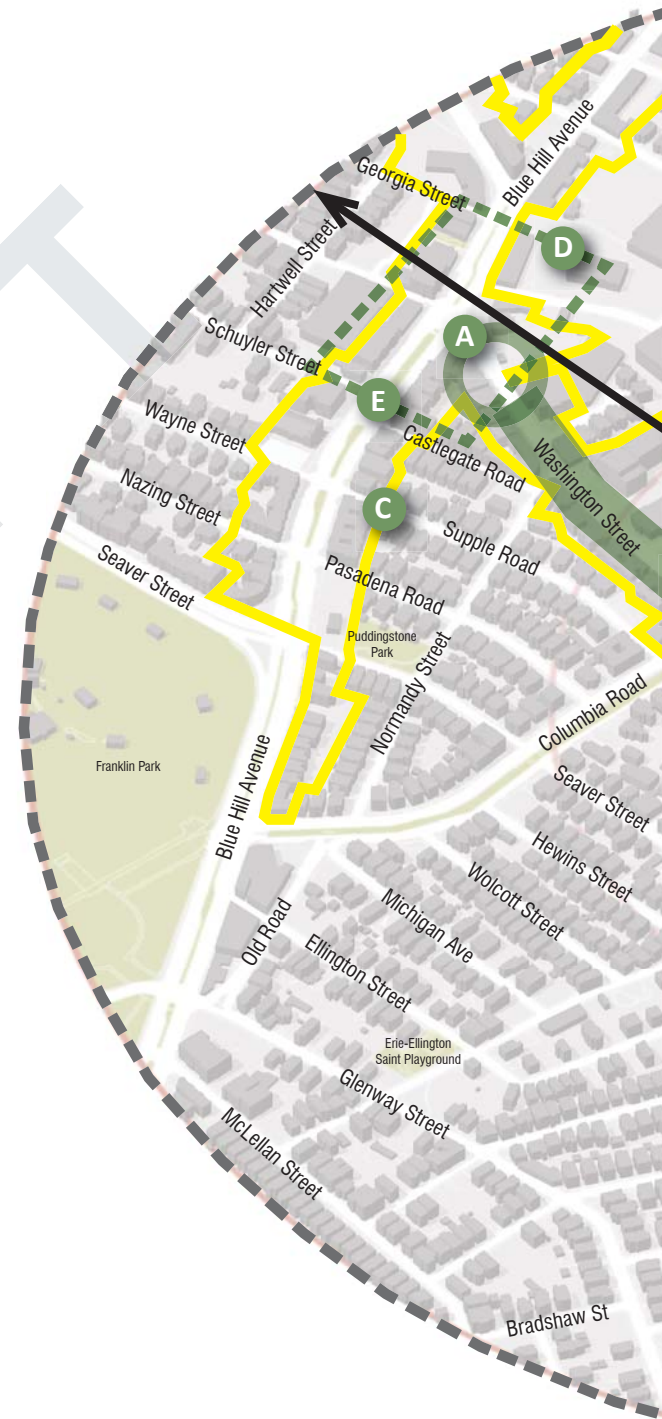 Blue Hill Avenue
Georgia Street
D
Hartwell Street
A
Schuyler Street
E
Wayne Street
Castlegate Road
Washington Street
Nazing Street
C
Supple Road
Seaver Street
Pasadena Road
Puddingstone
Park
Normandy Street
Columbia Road
Franklin Park
Blue Hill Avenue
Seaver Street
Hewins Street
Wolcott Street
Michigan Ave
Old Road
Ellington Street
Erie-Ellington
Saint Playground
Glenway Street
McLellan Street
Bradshaw St